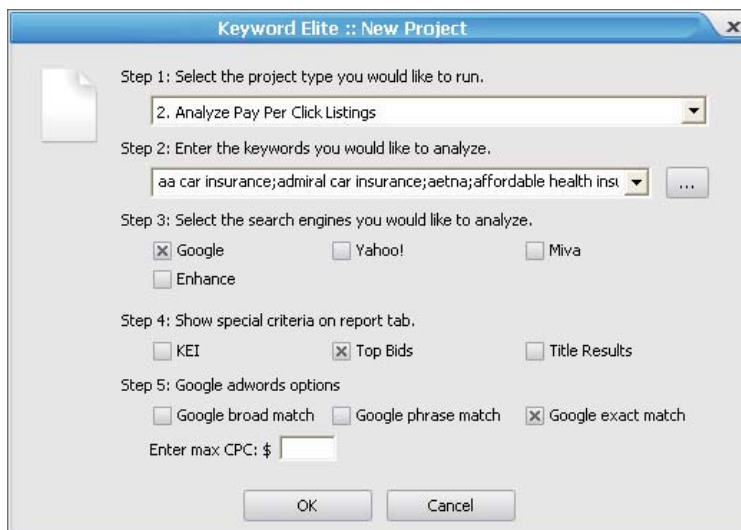 Keyword Elite :: New Project
Step 1: Select the project type you would like to run.
2. Analyze Pay Per Click Listings
Step 2: Enter the keywords you would like to analyze.
aa car insurance;admiral car insurance;aetna;affordable health insu
...
Step 3: Select the search engines you would like to analyze.
Google Yahoo! Miva
Enhance
Step 4: Show special criteria on report tab.
KEI Top Bids Title Results
Step 5: Google adwords options
Google broad match Google phrase match Google exact match
Enter max CPC: $
OK Cancel